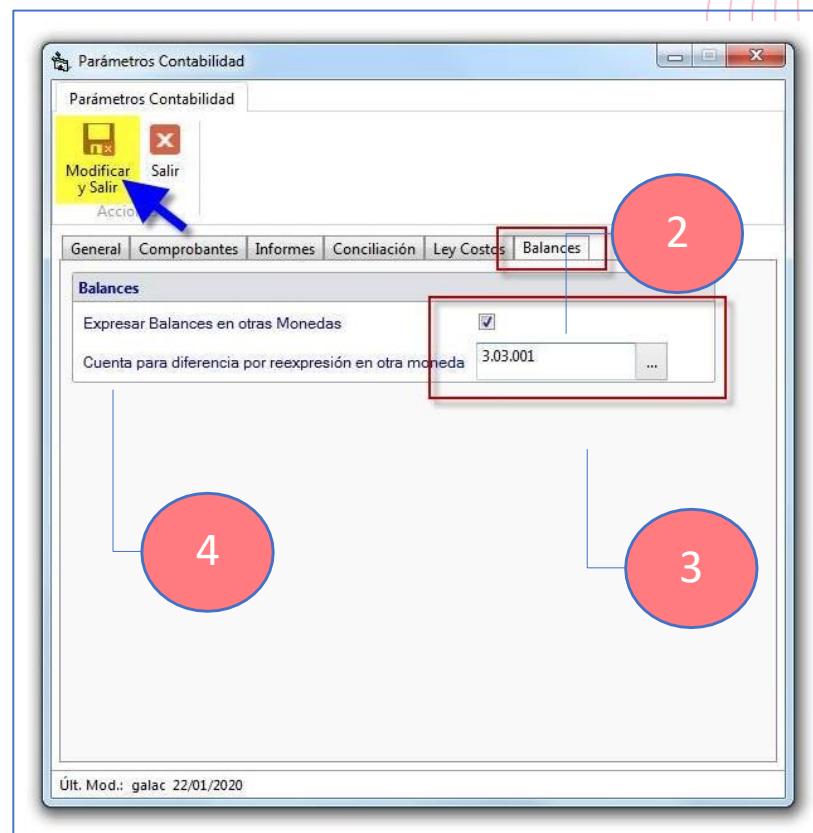 Parámetros Contabilidad
Parámetros Contabilidad
Modificar y Salir
Salir
General Comprobantes Informes Conciliación Ley Costos Balances
2
Balances
Expresar Balances en otras Monedas
Cuenta para diferencia por reexpresión en otra moneda 3.03.001 ...
4
3
Últ. Mod.: galac 22/01/2020